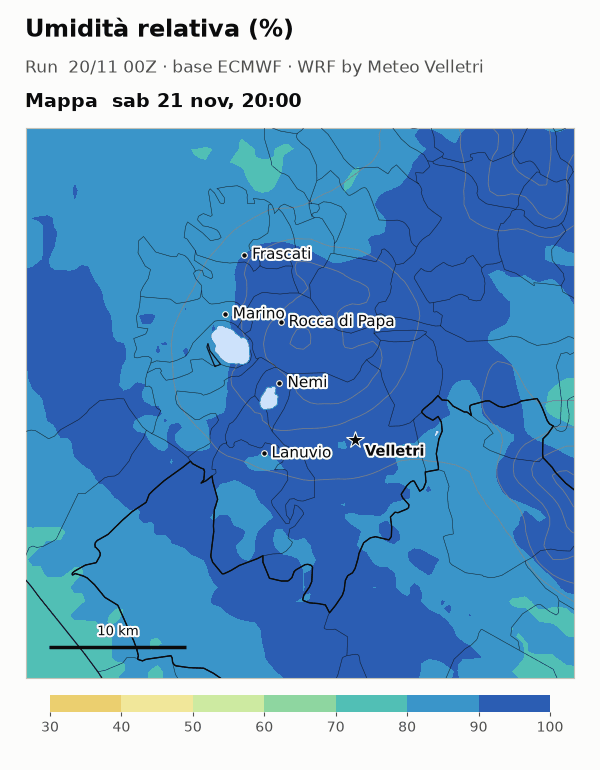 Umidità relativa (%)
Run  20/11 00Z · base ECMWF · WRF by Meteo Velletri
Mappa  sab 21 nov, 20:00
Frascati
Marino
Rocca di Papa
Nemi
Velletri
Lanuvio
10 km
30 40 50 60 70 80 90 100